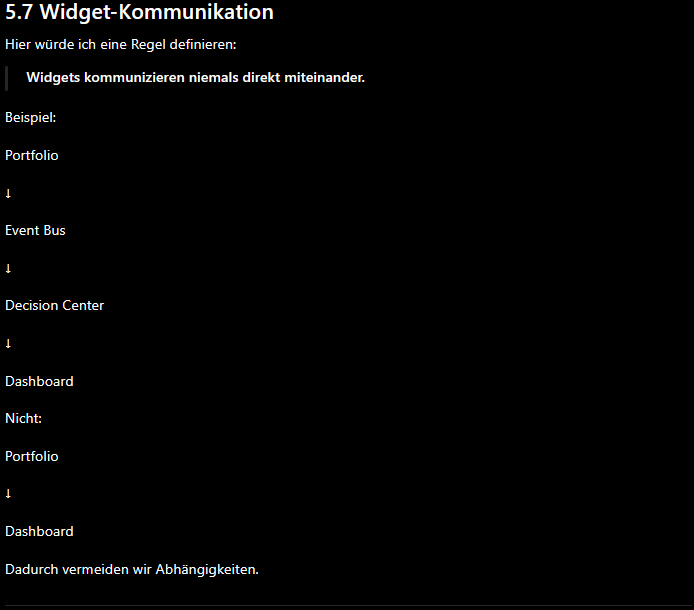 5.7 Widget-Kommunikation
Hier würde ich eine Regel definieren:
Widgets kommunizieren niemals direkt miteinander.
Beispiel:
Portfolio
↓
Event Bus
↓
Decision Center
↓
Dashboard
Nicht:
Portfolio
↓
Dashboard
Dadurch vermeiden wir Abhängigkeiten.